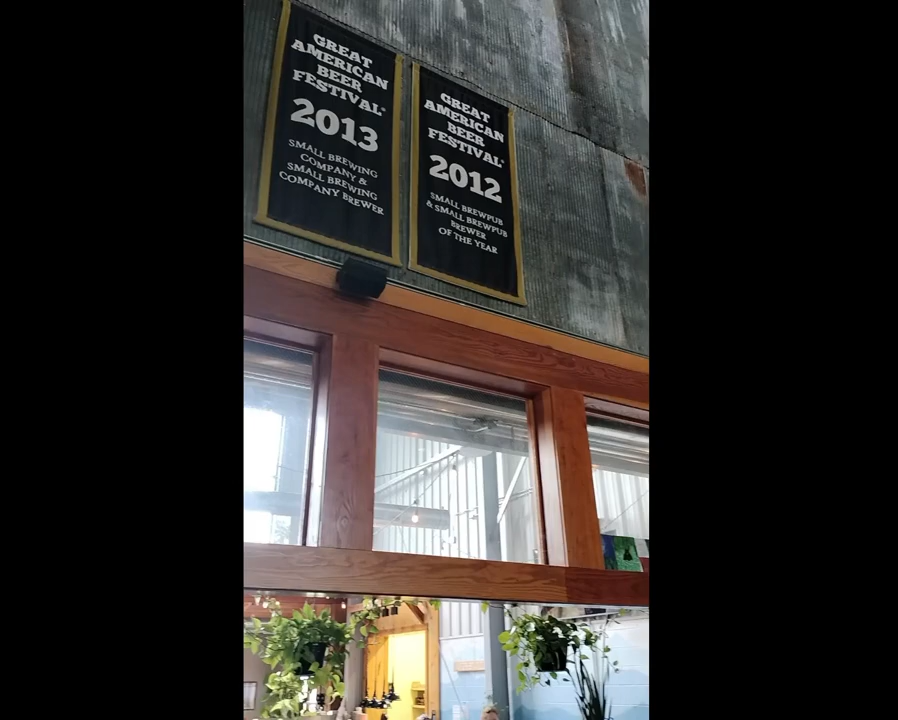 GREAT
AMERICAN
BEER
FESTIVAL®
2013
SMALL BREWING
COMPANY &
SMALL BREWING
COMPANY BREWER
GREAT
AMERICAN
BEER
FESTIVAL®
2012
SMALL BREWPUB
& SMALL BREWPUB
BREWER
OF THE YEAR